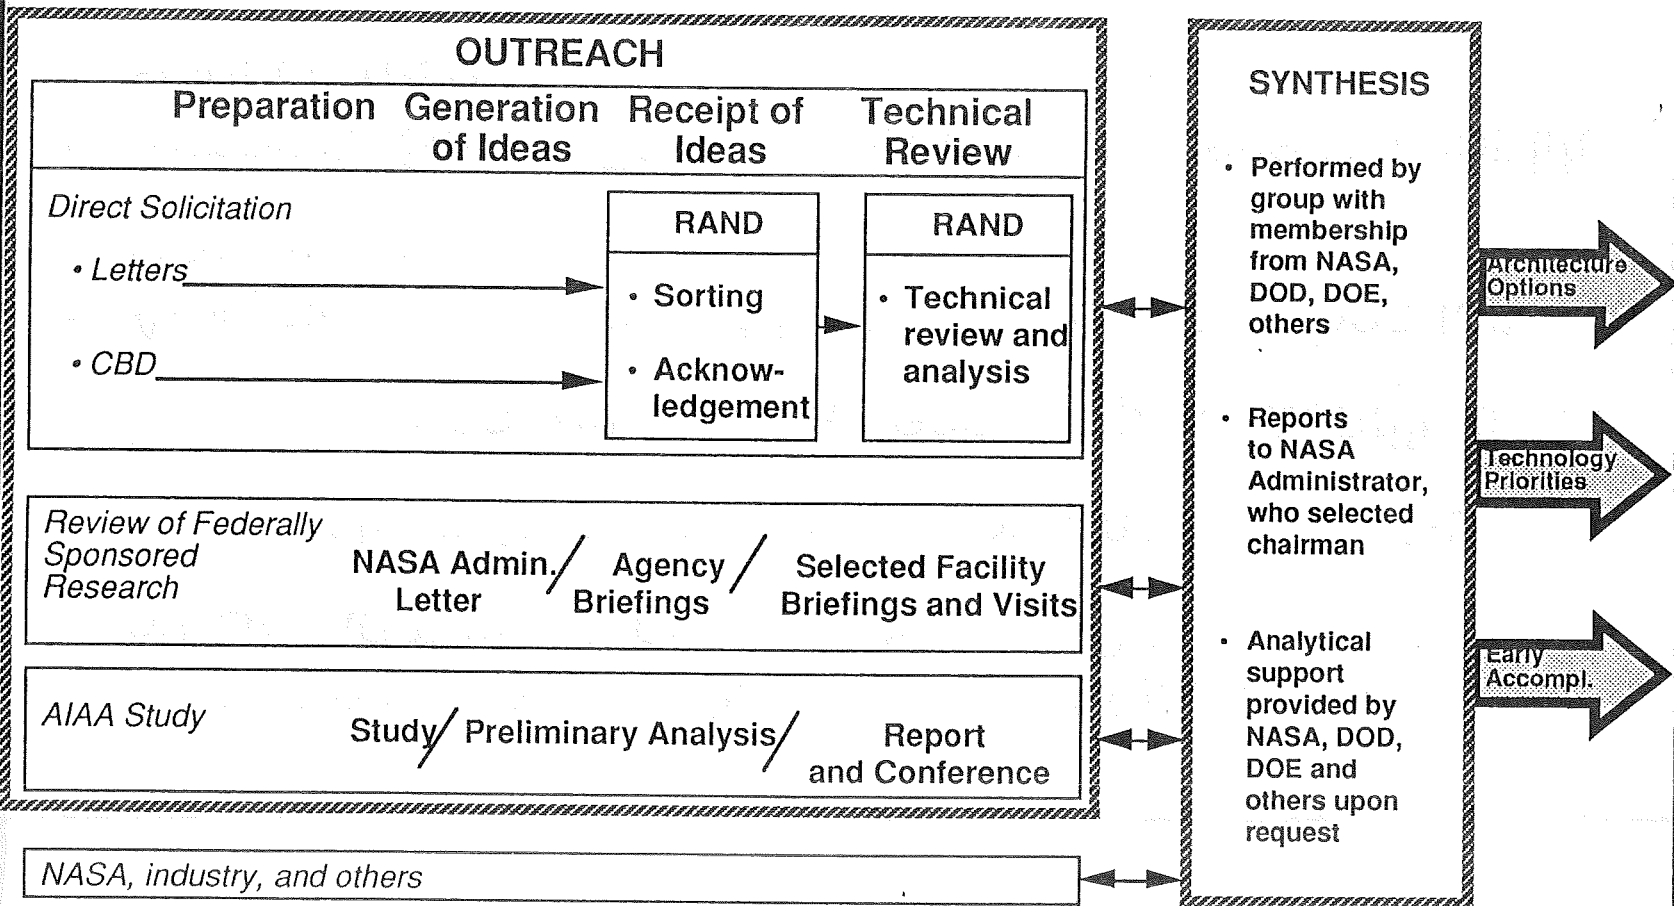 OUTREACH
Preparation
Generation
of Ideas
Receipt of
Ideas
Technical
Review
Direct Solicitation
• Letters
• CBD
RAND
• Sorting
• Acknow-
ledgement
RAND
• Technical
review and
analysis
Review of Federally
Sponsored
Research
NASA Admin./
Letter
Agency /
Briefings
Selected Facility
Briefings and Visits
AIAA Study
Study/ Preliminary Analysis/
Report
and Conference
NASA, industry, and others
SYNTHESIS
• Performed by
group with
membership
from NASA,
DOD, DOE,
others
• Reports
to NASA
Administrator,
who selected
chairman
• Analytical
support
provided by
NASA, DOD,
DOE and
others upon
request
Architecture
Options
Technology
Priorities
Early
Accompl.